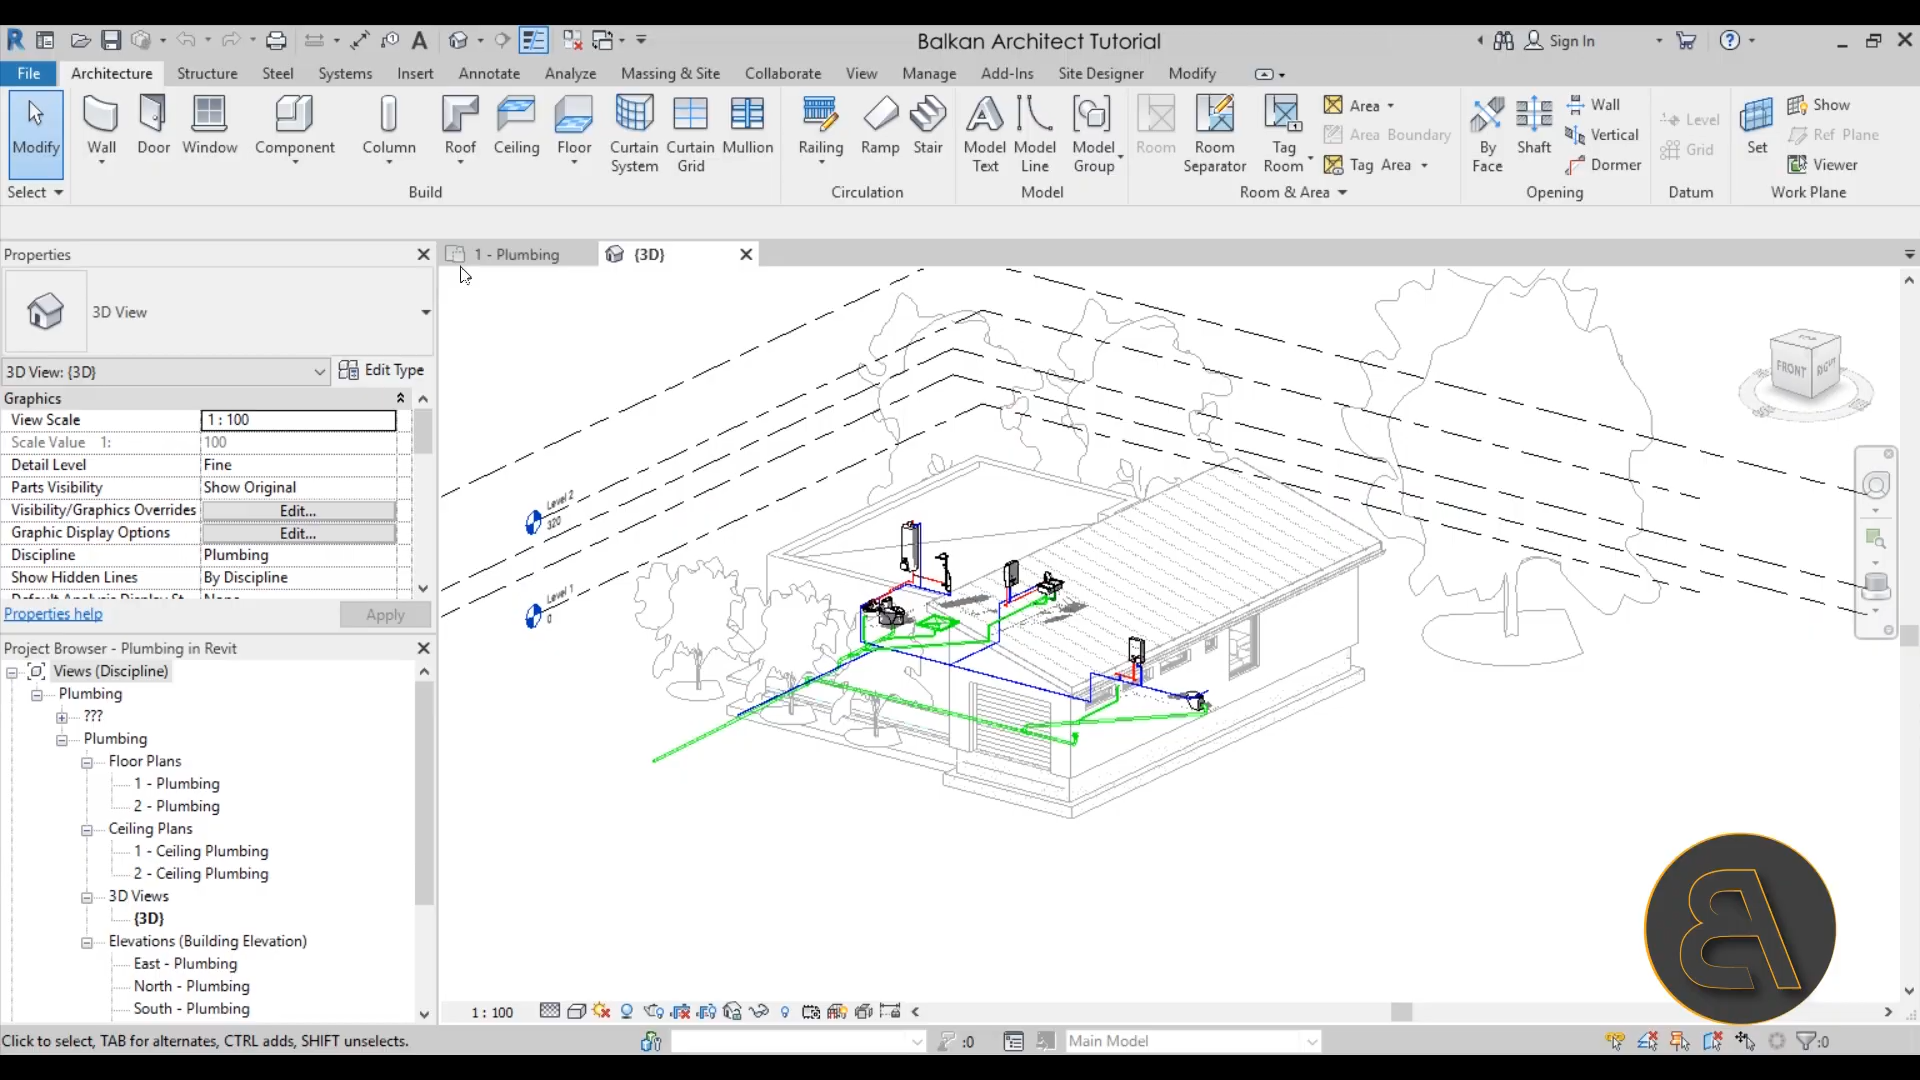 Balkan Architect Tutorial
Sign In
File
Architecture
Structure
Steel
Systems
Insert
Annotate
Analyze
Massing & Site
Collaborate
View
Manage
Add-Ins
Site Designer
Modify
Modify
Wall
Door
Window
Component
Column
Roof
Ceiling
Floor
Curtain System
Curtain Grid
Mullion
Railing
Ramp
Stair
Model Text
Model Line
Model Group
Room
Room Separator
Tag Room
Area
Area Boundary
Tag Area
By Face
Shaft
Wall
Vertical
Dormer
Level
Grid
Set
Show
Ref Plane
Viewer
Select
Build
Circulation
Model
Room & Area
Opening
Datum
Work Plane
Properties
1 - Plumbing
{3D}
3D View
3D View: {3D}
Edit Type
Graphics
View Scale 1 : 100
Scale Value 1: 100
Detail Level Fine
Parts Visibility Show Original
Visibility/Graphics Overrides Edit...
Graphic Display Options Edit...
Discipline Plumbing
Show Hidden Lines By Discipline
Properties help
Apply
Project Browser - Plumbing in Revit
Views (Discipline)
Plumbing
???
Plumbing
Floor Plans
1 - Plumbing
2 - Plumbing
Ceiling Plans
1 - Ceiling Plumbing
2 - Ceiling Plumbing
3D Views
{3D}
Elevations (Building Elevation)
East - Plumbing
North - Plumbing
South - Plumbing
Level 2
320
Level 1
0
FRONT
RIGHT
1 : 100
Click to select, TAB for alternates, CTRL adds, SHIFT unselects.
:0
Main Model
:0